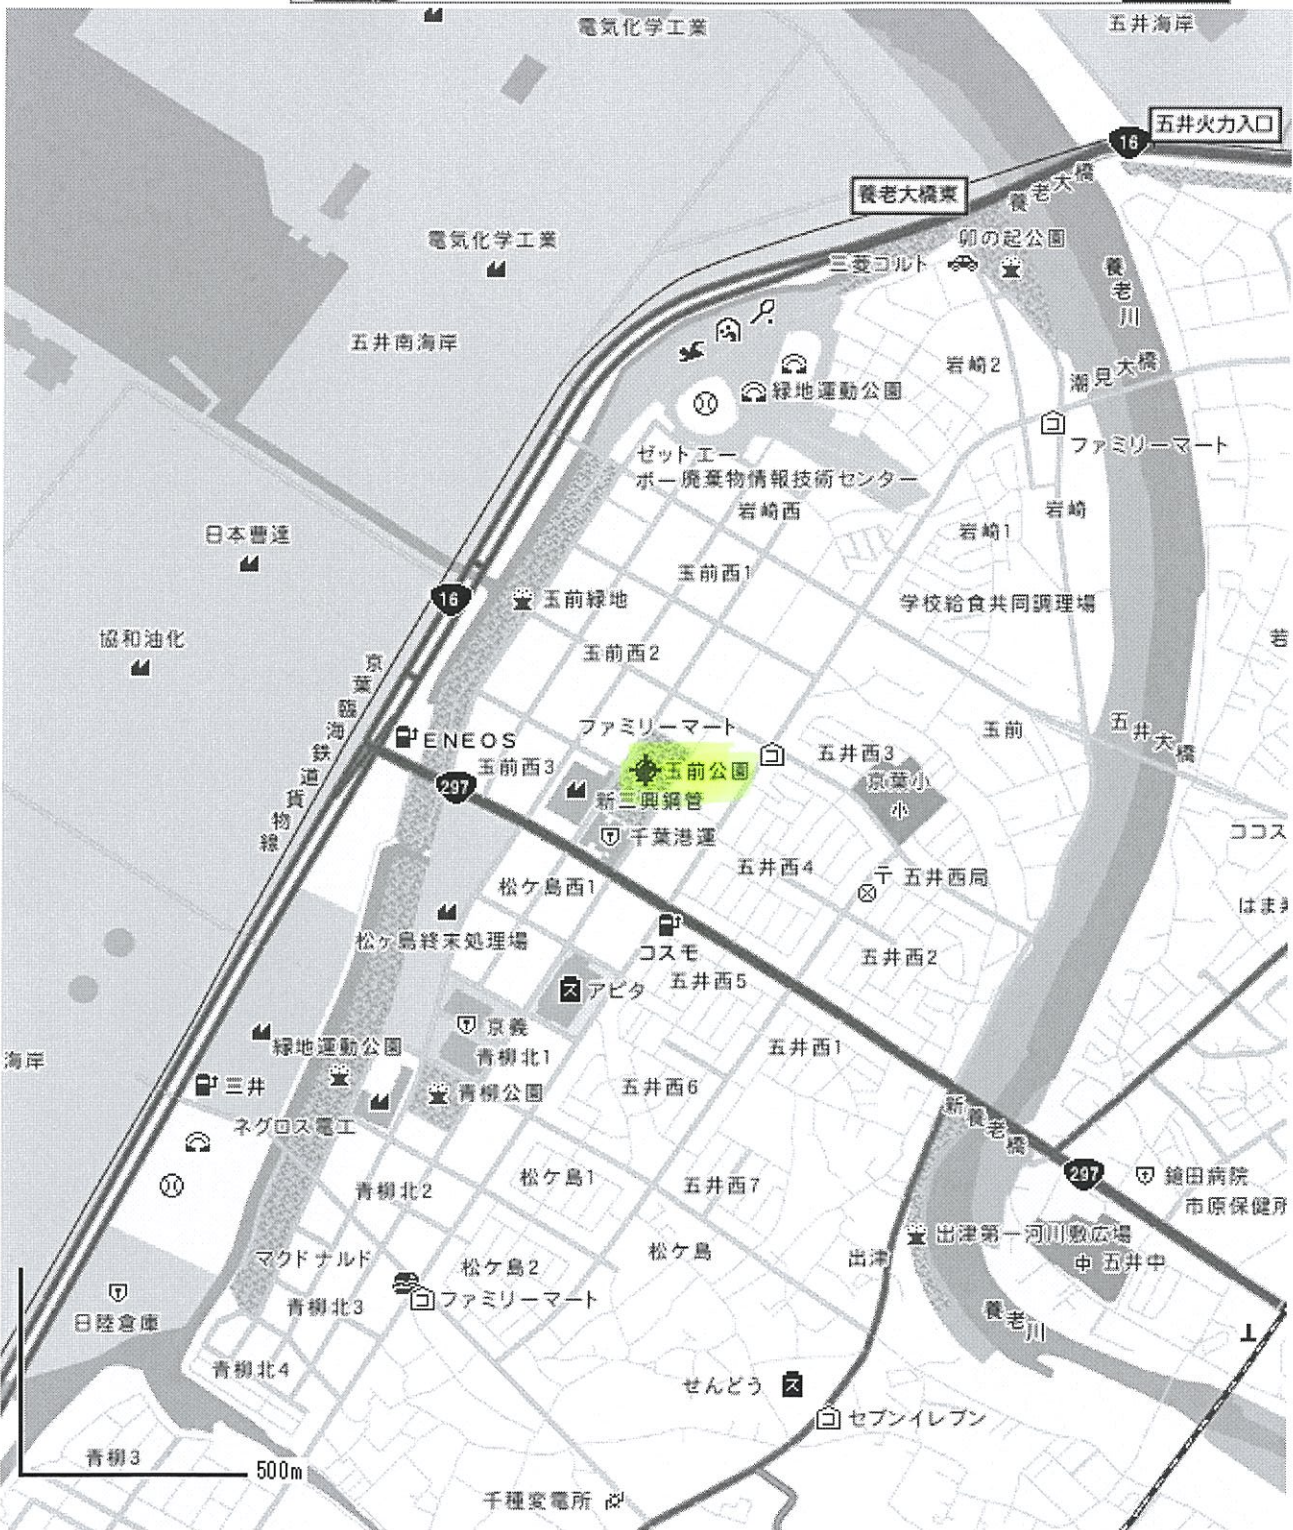 電気化学工業
五井海岸
五井火力入口
16
養老大橋東
養老大橋
電気化学工業
卯の起公園
三菱コルト
養老川
五井南海岸
岩崎2
潮見大橋
緑地運動公園
ファミリーマート
ゼットエー
ボー廃棄物情報技術センター
岩崎西
岩崎
日本曹達
岩崎1
玉前西1
16
玉前緑地
学校給食共同調理場
協和油化
若
玉前西2
京葉臨海鉄道貨物線
ファミリーマート
玉前
五井大橋
ENEOS
五井西3
玉前西3
玉前公園
京葉小
小
297
新三興鋼管
千葉港運
ココス
五井西4
五井西局
松ケ島西1
はま
松ヶ島終末処理場
コスモ
五井西2
五井西5
アピタ
京義
緑地運動公園
青柳北1
五井西1
海岸
三井
青柳公園
五井西6
ネグロス電工
新養老橋
松ケ島1
297
鎗田病院
青柳北2
五井西7
市原保健所
出津第一河川敷広場
マクドナルド
松ケ島2
松ケ島
出津
中 五井中
青柳北3
ファミリーマート
日陸倉庫
養老川
青柳北4
せんどう
セブンイレブン
青柳3
500m
千種変電所